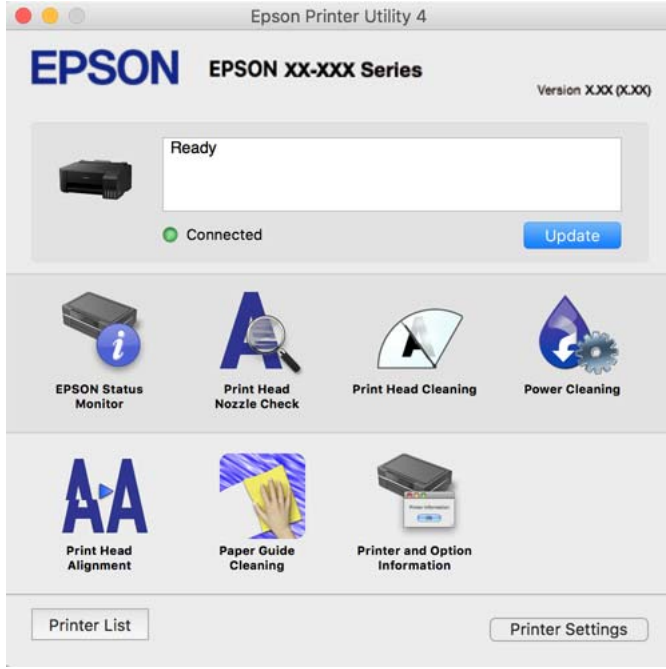 Epson Printer Utility 4
EPSON
EPSON XX-XXX Series
Version X.XX (X.XX)
Ready
Connected
Update
EPSON Status
Monitor
Print Head
Nozzle Check
Print Head Cleaning
Power Cleaning
Print Head
Alignment
Paper Guide
Cleaning
Printer and Option
Information
Printer List
Printer Settings